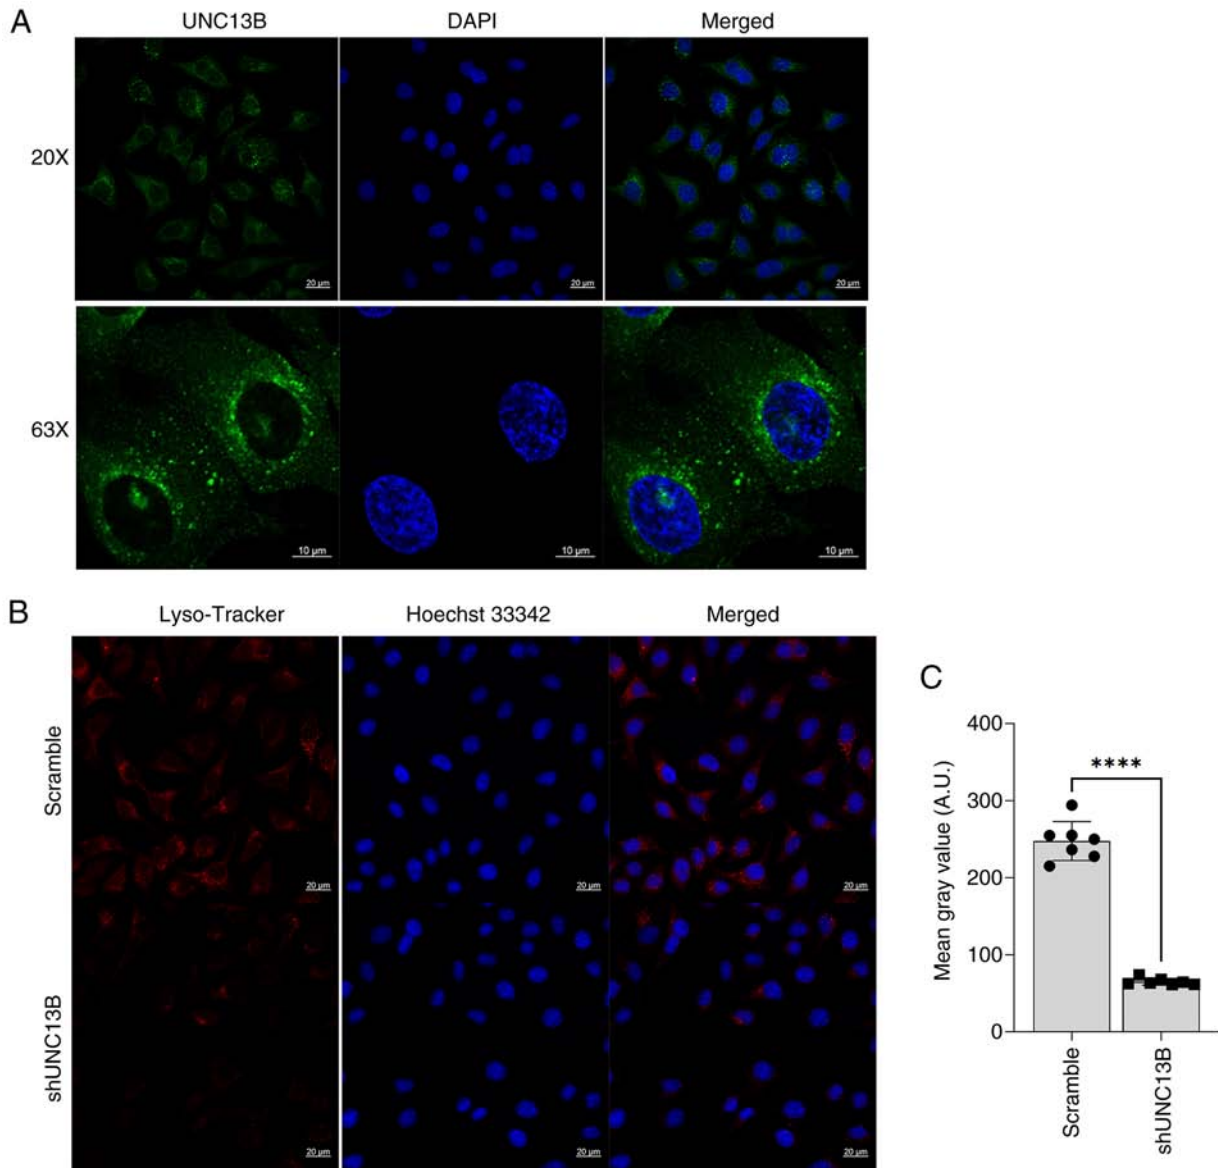 A
UNC13B DAPI Merged
20X
20 µm 20 µm 20 µm
63X
10 µm 10 µm 10 µm
B
Lyso-Tracker Hoechst 33342 Merged
Scramble
20 µm 20 µm 20 µm
shUNC13B
20 µm 20 µm 20 µm
C
Mean gray value (A.U.)
400
300
200
100
0
****
Scramble
shUNC13B